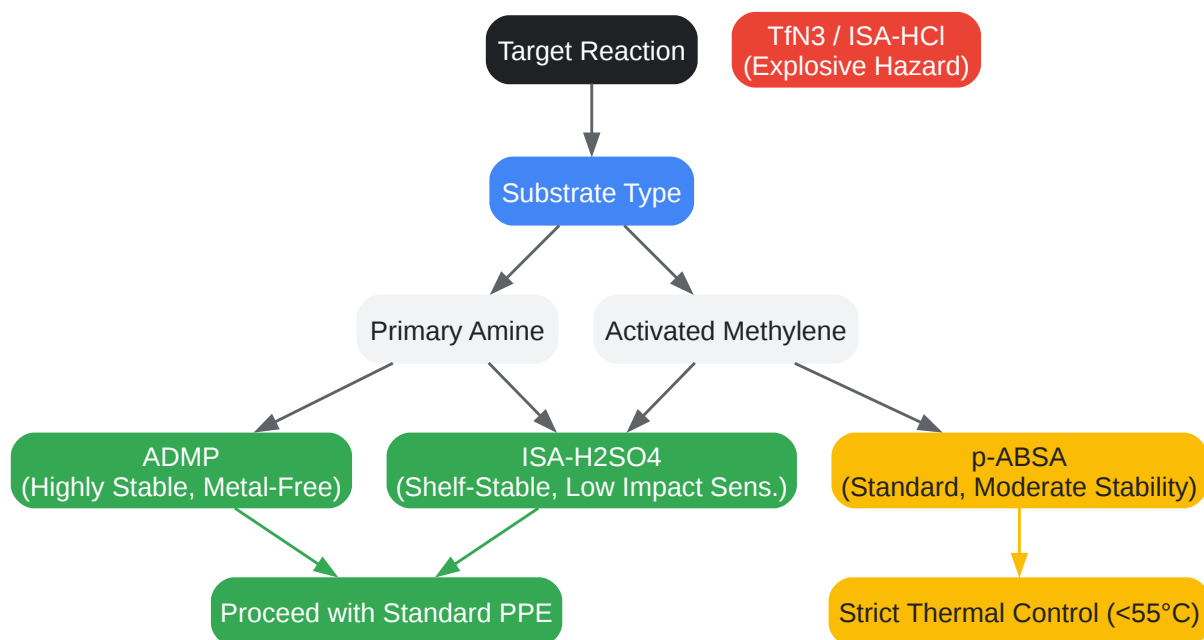 Target Reaction
TfN3 / ISA-HCl
(Explosive Hazard)
Substrate Type
Primary Amine
Activated Methylene
ADMP
(Highly Stable, Metal-Free)
ISA-H2SO4
(Shelf-Stable, Low Impact Sens.)
p-ABSA
(Standard, Moderate Stability)
Proceed with Standard PPE
Strict Thermal Control (<55°C)